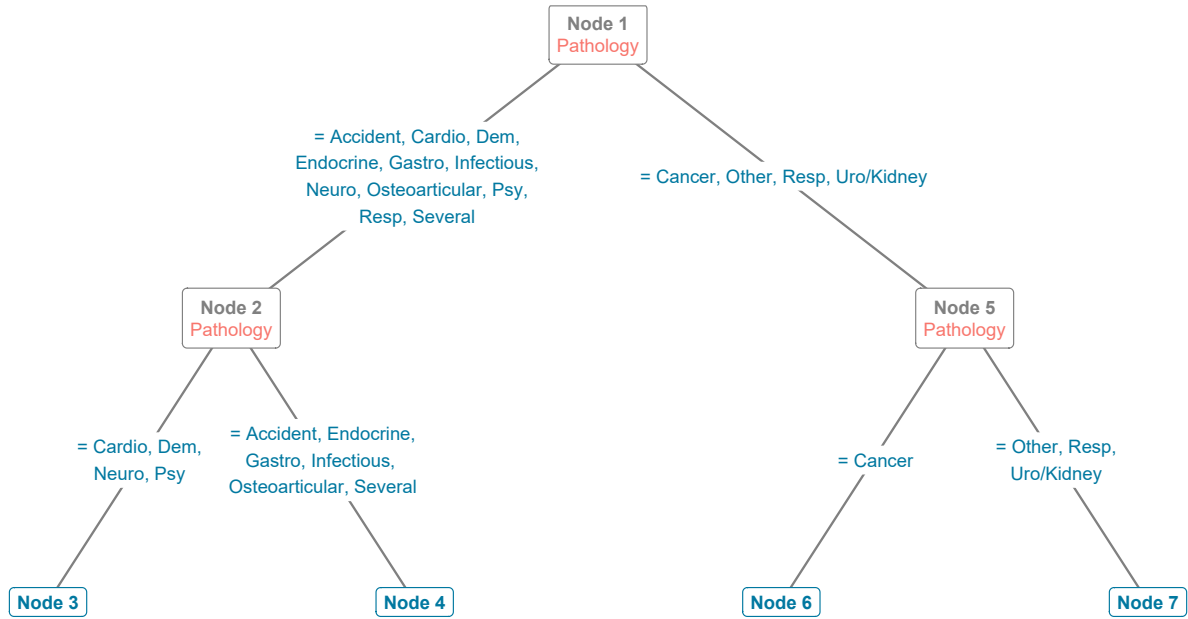 Node 1
Pathology
= Accident, Cardio, Dem,
Endocrine, Gastro, Infectious,
Neuro, Osteoarticular, Psy,
Resp, Several
= Cancer, Other, Resp, Uro/Kidney
Node 2
Pathology
Node 5
Pathology
= Cardio, Dem,
Neuro, Psy
= Accident, Endocrine,
Gastro, Infectious,
Osteoarticular, Several
= Cancer
= Other, Resp,
Uro/Kidney
Node 3
Node 4
Node 6
Node 7